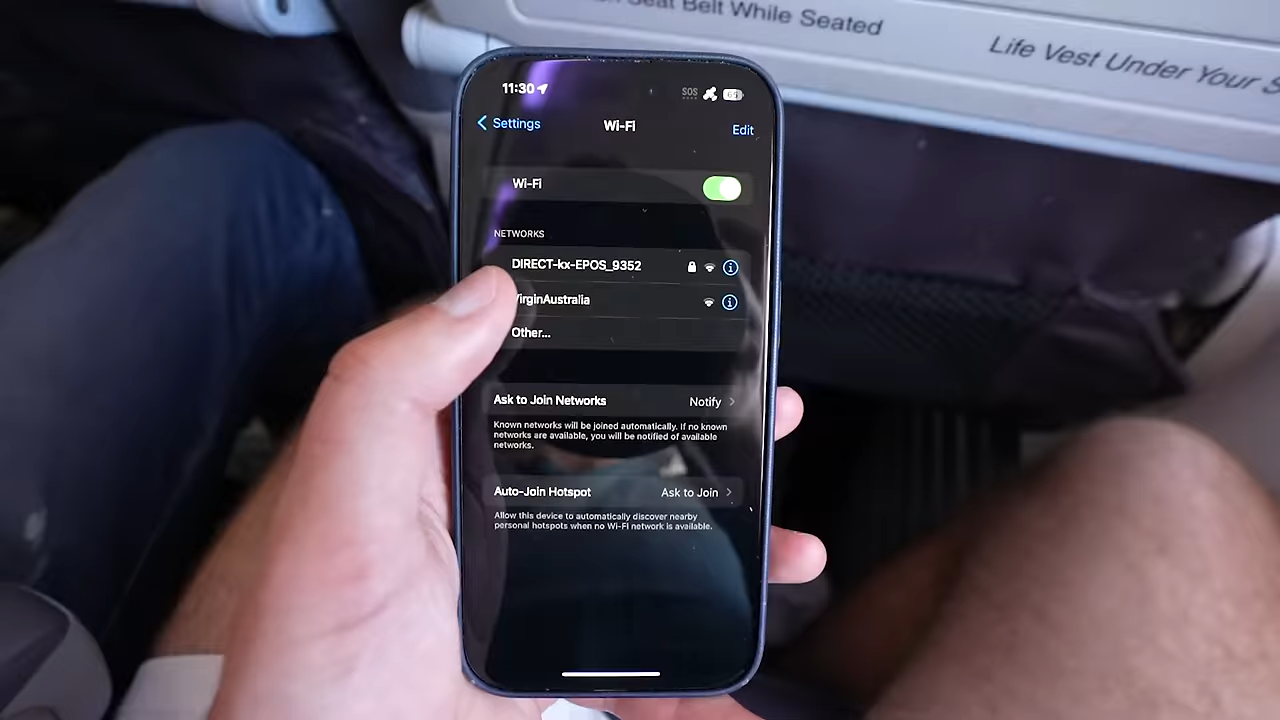 Seat Belt While Seated
Life Vest Under Your
11:30
SOS
69
Settings
Wi-Fi
Edit
Wi-Fi
NETWORKS
DIRECT-kx-EPOS_9352
VirginAustralia
Other...
Ask to Join Networks
Notify
Known networks will be joined automatically. If no known
networks are available, you will be notified of available
networks.
Auto-Join Hotspot
Ask to Join
Allow this device to automatically discover nearby
personal hotspots when no Wi-Fi network is available.